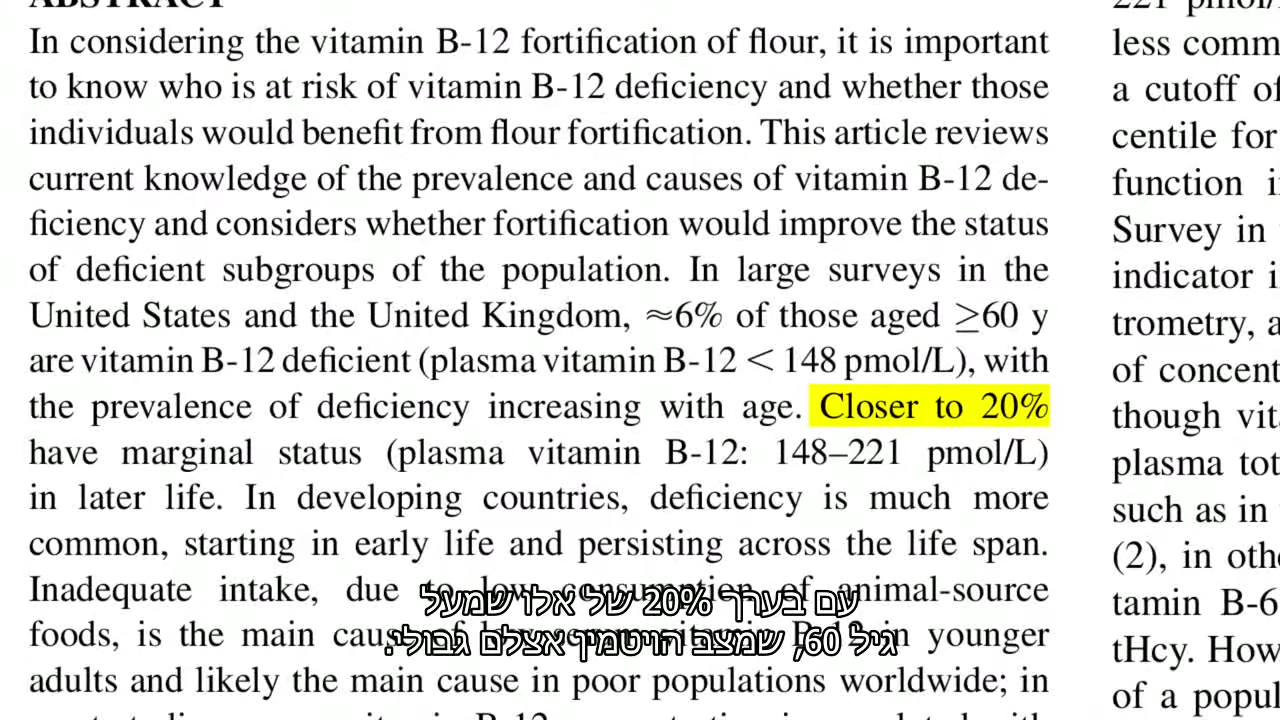 ABSTRACT
In considering the vitamin B-12 fortification of flour, it is important
to know who is at risk of vitamin B-12 deficiency and whether those
individuals would benefit from flour fortification. This article reviews
current knowledge of the prevalence and causes of vitamin B-12 de-
ficiency and considers whether fortification would improve the status
of deficient subgroups of the population. In large surveys in the
United States and the United Kingdom, ≈6% of those aged ≥60 y
are vitamin B-12 deficient (plasma vitamin B-12 < 148 pmol/L), with
the prevalence of deficiency increasing with age. Closer to 20%
have marginal status (plasma vitamin B-12: 148–221 pmol/L)
in later life. In developing countries, deficiency is much more
common, starting in early life and persisting across the life span.
Inadequate intake, due to low consumption of animal-source
foods, is the main cause of low serum vitamin B-12 in younger
adults and likely the main cause in poor populations worldwide; in
221 pmol/
less comm
a cutoff of
centile for
function i
Survey in
indicator i
trometry, a
of concent
though vita
plasma tot
such as in
(2), in othe
tamin B-6
tHcy. How
of a popul
עם בערך 20% של אלו שמעל
גיל 60, שמצב הויטמין אצלם גבולי.